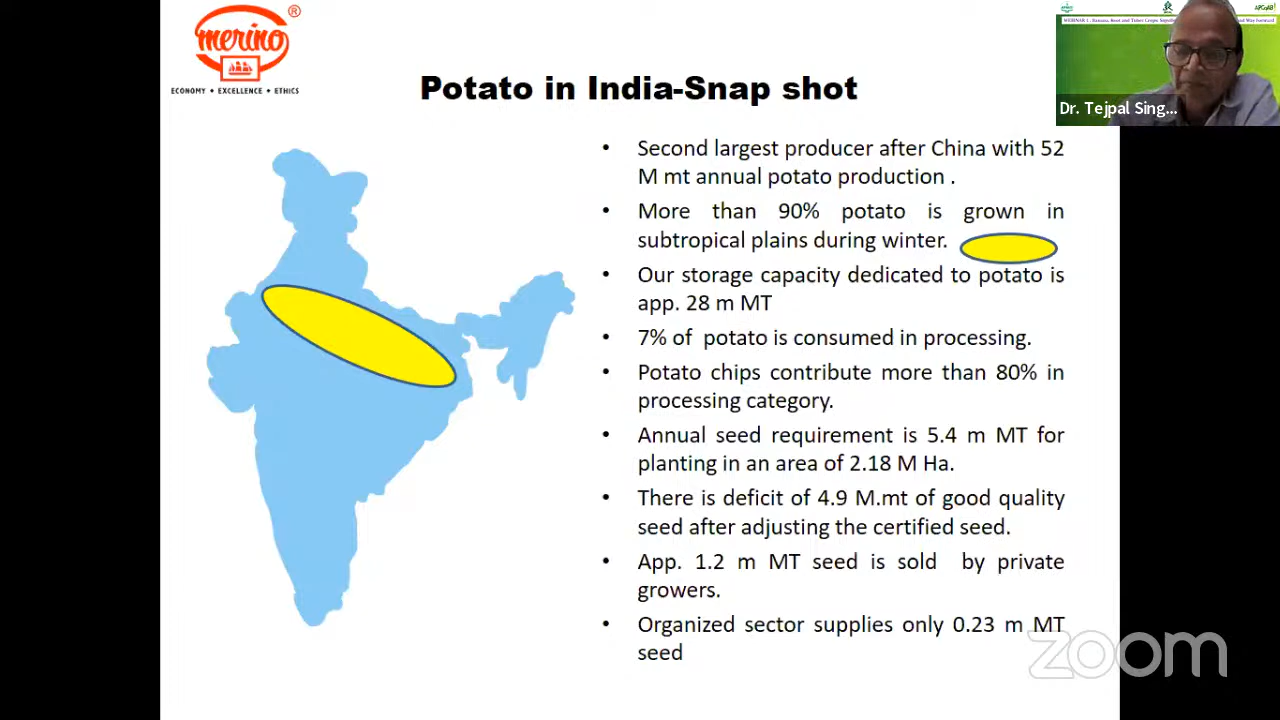 merino
®
ECONOMY • EXCELLENCE • ETHICS
Potato in India-Snap shot
Dr. Tejpal Sing...
• Second largest producer after China with 52
M mt annual potato production .
• More than 90% potato is grown in
subtropical plains during winter.
• Our storage capacity dedicated to potato is
app. 28 m MT
• 7% of potato is consumed in processing.
• Potato chips contribute more than 80% in
processing category.
• Annual seed requirement is 5.4 m MT for
planting in an area of 2.18 M Ha.
• There is deficit of 4.9 M.mt of good quality
seed after adjusting the certified seed.
• App. 1.2 m MT seed is sold by private
growers.
• Organized sector supplies only 0.23 m MT
seed
zoom